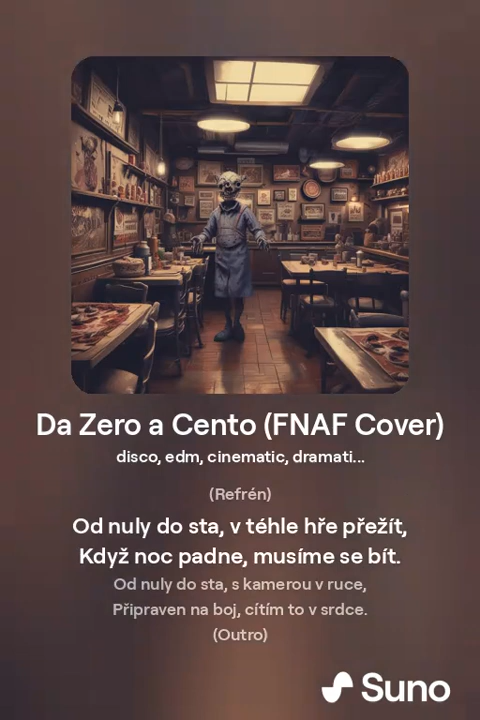 Da Zero a Cento (FNAF Cover)
disco, edm, cinematic, dramati...
(Refrén)
Od nuly do sta, v téhle hře přežít,
Když noc padne, musíme se bít.
Od nuly do sta, s kamerou v ruce,
Připraven na boj, cítím to v srdce.
(Outro)
Suno